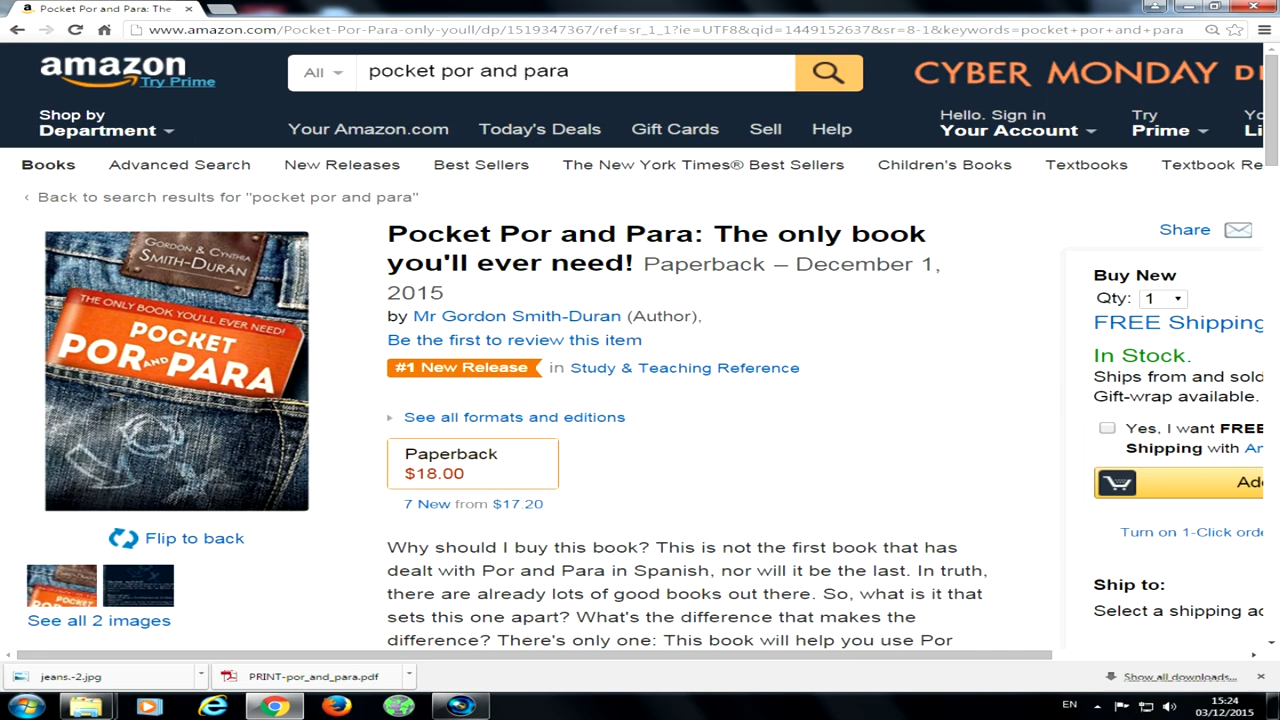 Pocket Por and Para: The
www.amazon.com/Pocket-Por-Para-only-youll/dp/1519347367/ref=sr_1_1?ie=UTF8&qid=1449152637&sr=8-1&keywords=pocket+por+and+para
amazon
Try Prime
All
pocket por and para
CYBER MONDAY
Shop by
Department
Your Amazon.com
Today's Deals
Gift Cards
Sell
Help
Hello. Sign in
Your Account
Try
Prime
Books
Advanced Search
New Releases
Best Sellers
The New York Times® Best Sellers
Children's Books
Textbooks
Textbook Re
‹ Back to search results for "pocket por and para"
GORDON & CYNTHIA
SMITH-DURÁN
THE ONLY BOOK YOU'LL EVER NEED!
POCKET
POR AND PARA
Flip to back
See all 2 images
Pocket Por and Para: The only book
you'll ever need! Paperback – December 1,
2015
by Mr Gordon Smith-Duran (Author),
Be the first to review this item
#1 New Release in Study & Teaching Reference
See all formats and editions
Paperback
$18.00
7 New from $17.20
Why should I buy this book? This is not the first book that has
dealt with Por and Para in Spanish, nor will it be the last. In truth,
there are already lots of good books out there. So, what is it that
sets this one apart? What's the difference that makes the
difference? There's only one: This book will help you use Por
Share
Buy New
Qty: 1
FREE Shipping
In Stock.
Ships from and sold
Gift-wrap available.
Yes, I want FREE
Shipping with
Turn on 1-Click orde
Ship to:
Select a shipping ad
jeans.-2.jpg
PRINT-por_and_para.pdf
Show all downloads...
EN
15:24
03/12/2015